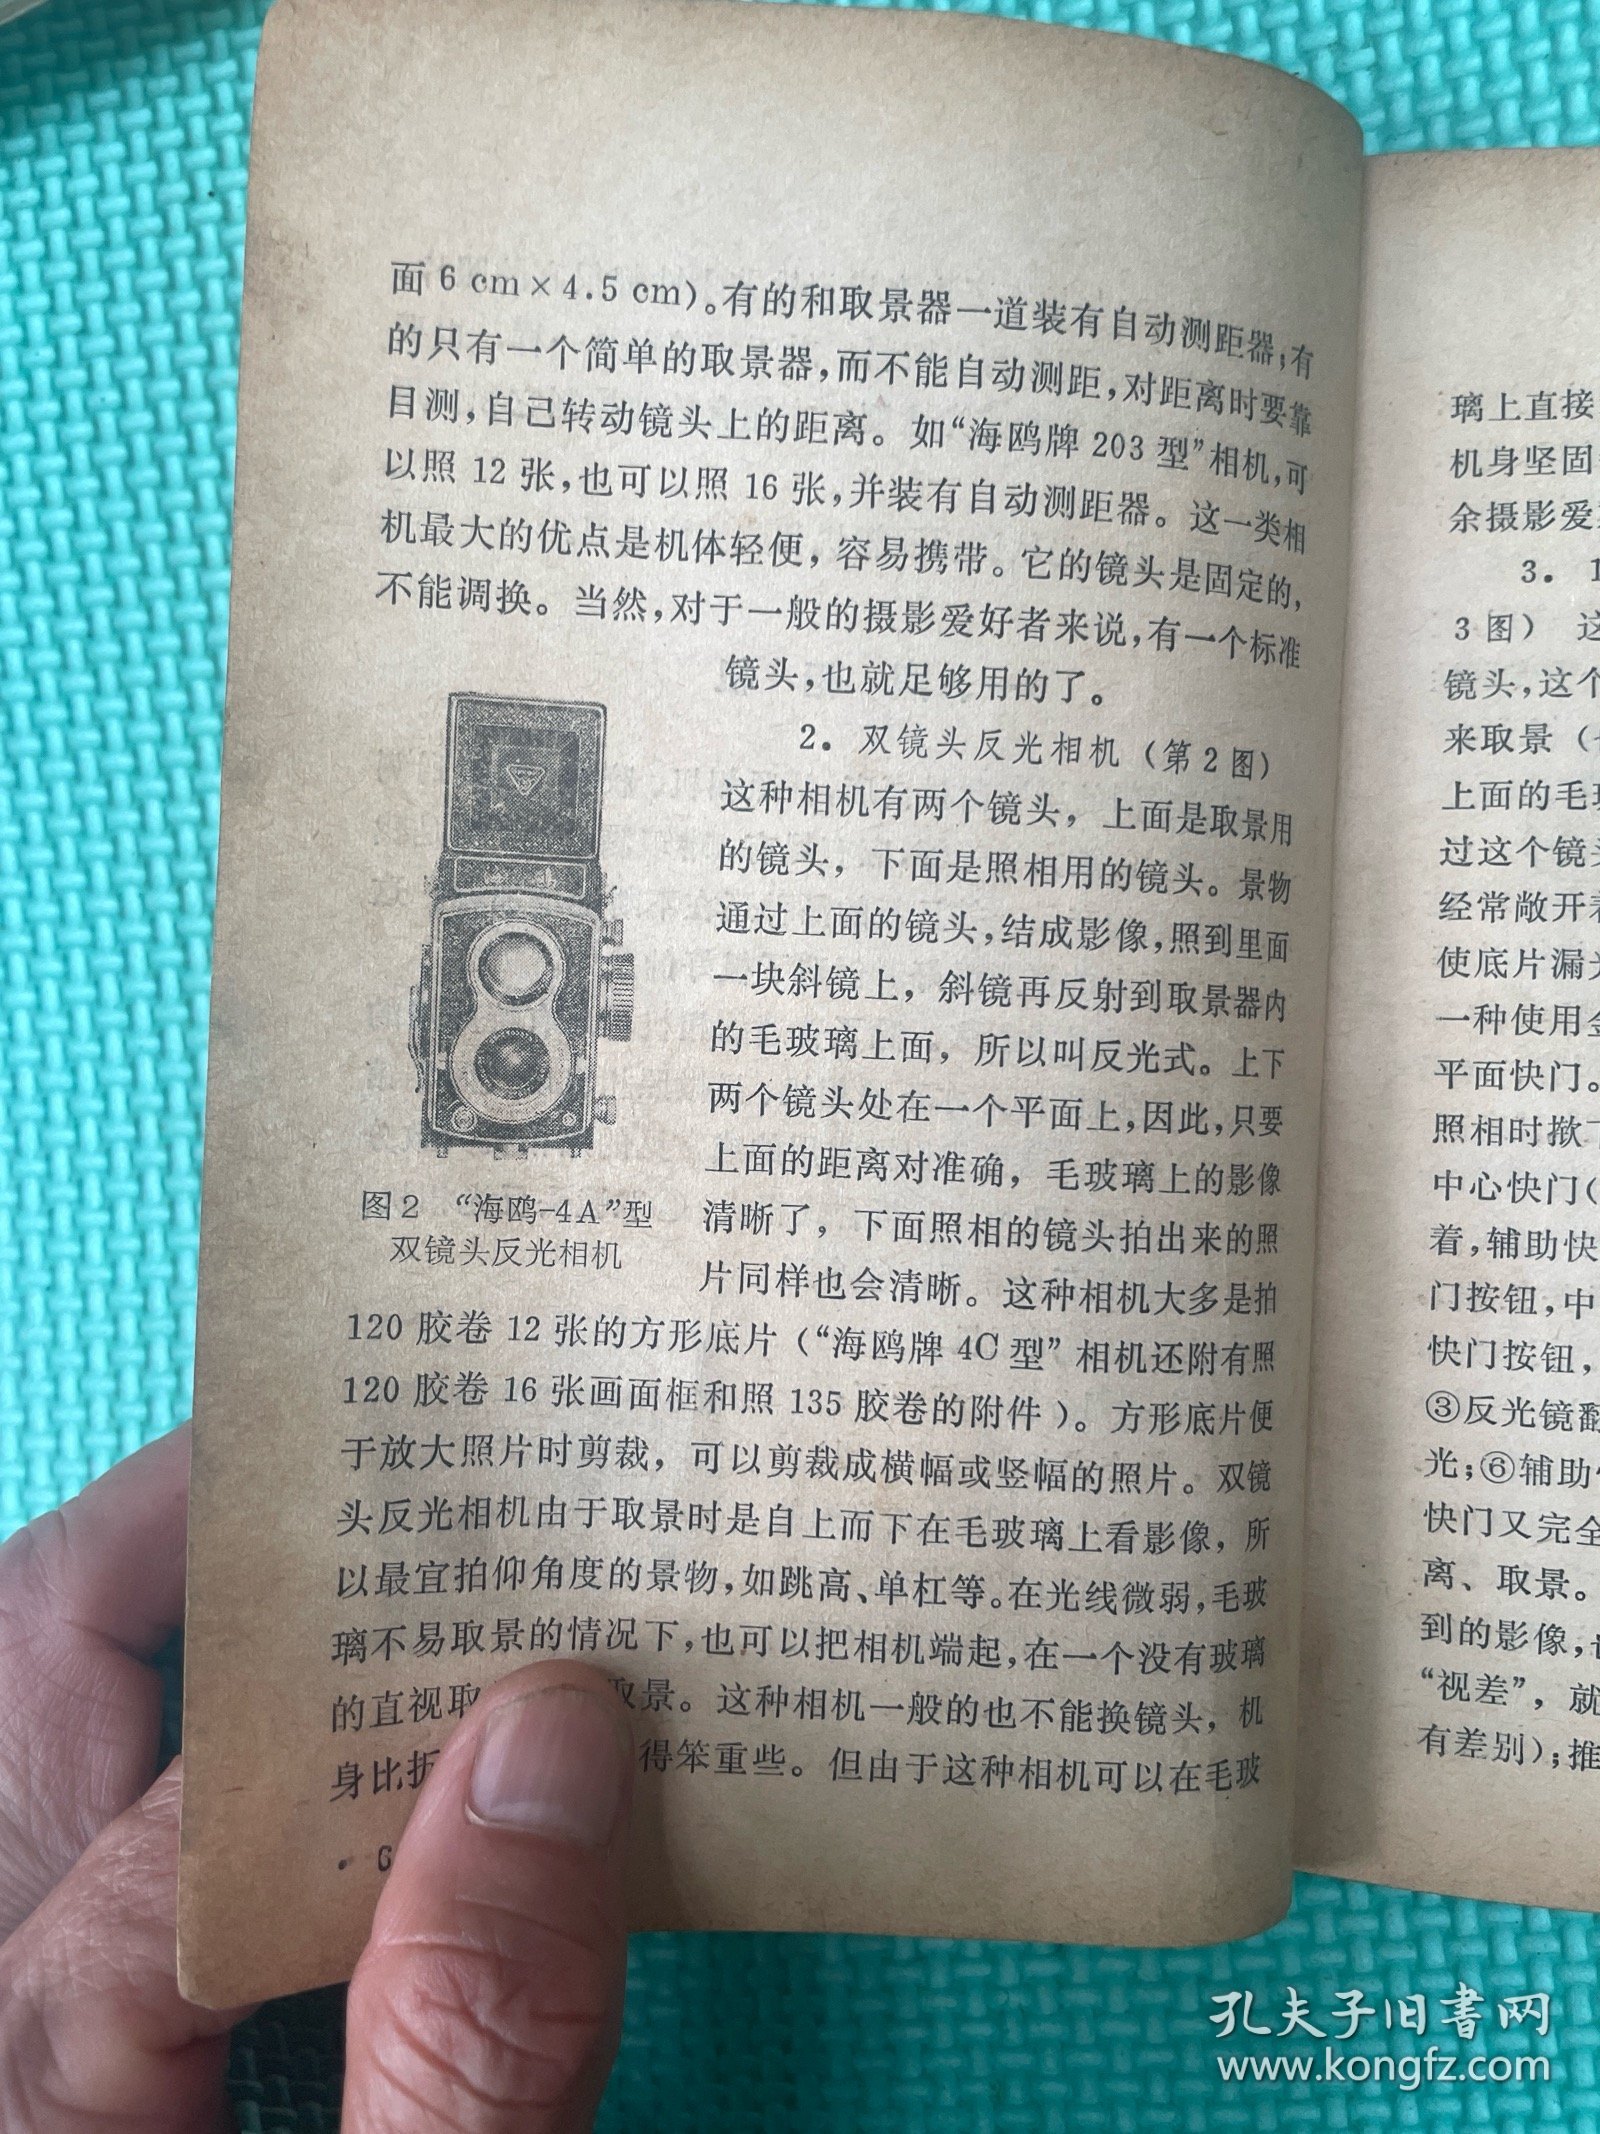 面 6 cm×4.5 cm)。有的和取景器一道装有自动测距器,有
的只有一个简单的取景器,而不能自动测距,对距离时要靠
目测,自己转动镜头上的距离。如“海鸥牌 203 型”相机,可
以照 12 张,也可以照 16 张,并装有自动测距器。这一类相
机最大的优点是机体轻便,容易携带。它的镜头是固定的,
不能调换。当然,对于一般的摄影爱好者来说,有一个标准
镜头,也就足够用的了。
2. 双镜头反光相机(第2图)
这种相机有两个镜头,上面是取景用
的镜头,下面是照相用的镜头。景物
通过上面的镜头,结成影像,照到里面
一块斜镜上,斜镜再反射到取景器内
的毛玻璃上面,所以叫反光式。上下
两个镜头处在一个平面上,因此,只要
上面的距离对准确,毛玻璃上的影像
清晰了,下面照相的镜头拍出来的照
片同样也会清晰。这种相机大多是拍
图2 “海鸥-4A”型
双镜头反光相机
120 胶卷 12 张的方形底片(“海鸥牌 4C 型”相机还附有照
120 胶卷 16 张画面框和照 135 胶卷的附件)。方形底片便
于放大照片时剪裁,可以剪裁成横幅或竖幅的照片。双镜
头反光相机由于取景时是自上而下在毛玻璃上看影像,所
以最宜拍仰角度的景物,如跳高、单杠等。在光线微弱,毛玻
璃不易取景的情况下,也可以把相机端起,在一个没有玻璃
的直视取 取景。这种相机一般的也不能换镜头,机
身比折 得笨重些。但由于这种相机可以在毛玻
· 6
璃上直接
机身坚固
余摄影爱
3. 1
3图) 这
镜头,这个
来取景(
上面的毛玻
过这个镜头
经常敞开着
使底片漏光
一种使用金
平面快门。
照相时揿下
中心快门(
着,辅助快
门按钮,中
快门按钮,
③反光镜翻
光;⑥辅助快
快门又完全
离、取景。
到的影像,
“视差”,就
有差别);推
孔夫子旧书网
www.kongfz.com